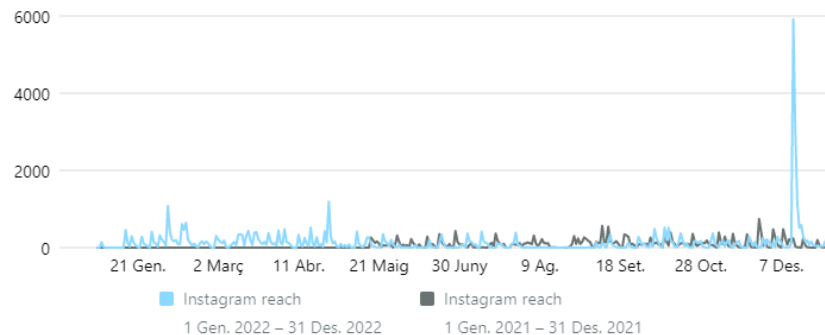 6000
4000
2000
0
21 Gen. 2 Març 11 Abr. 21 Maig 30 Juny 9 Ag. 18 Set. 28 Oct. 7 Des.
Instagram reach Instagram reach
1 Gen. 2022 – 31 Des. 2022 1 Gen. 2021 – 31 Des. 2021